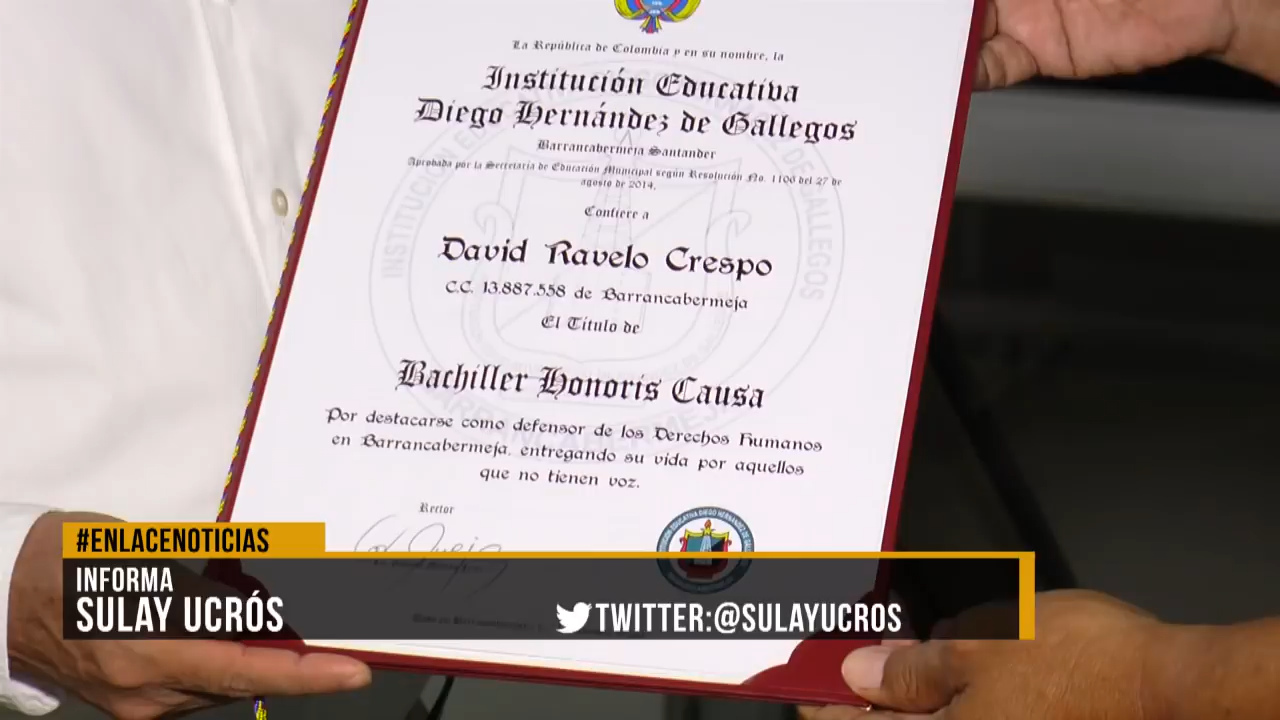 La República de Colombia y en su nombre, la
Institución Educativa
Diego Hernández de Gallegos
Barrancabermeja Santander
Aprobada por la Secretaria de Educación Municipal según Resolución No. 1106 del 27 de
agosto de 2014,
Confiere a
David Ravelo Crespo
C.C. 13.887.558 de Barrancabermeja
El Título de
Bachiller Honoris Causa
Por destacarse como defensor de los Derechos Humanos
en Barrancabermeja, entregando su vida por aquellos
que no tienen voz.
Rector
#ENLACENOTICIAS
INFORMA
SULAY UCRÓS
TWITTER:@SULAYUCROS